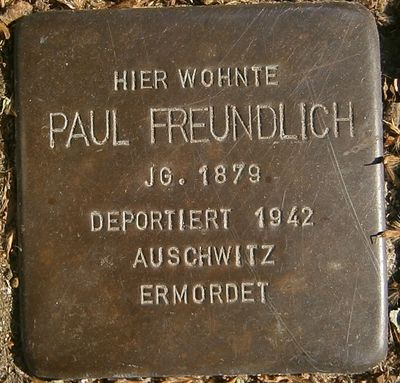 HIER WOHNTE
PAUL FREUNDLICH
JG. 1879
DEPORTIERT 1942
AUSCHWITZ
ERMORDET